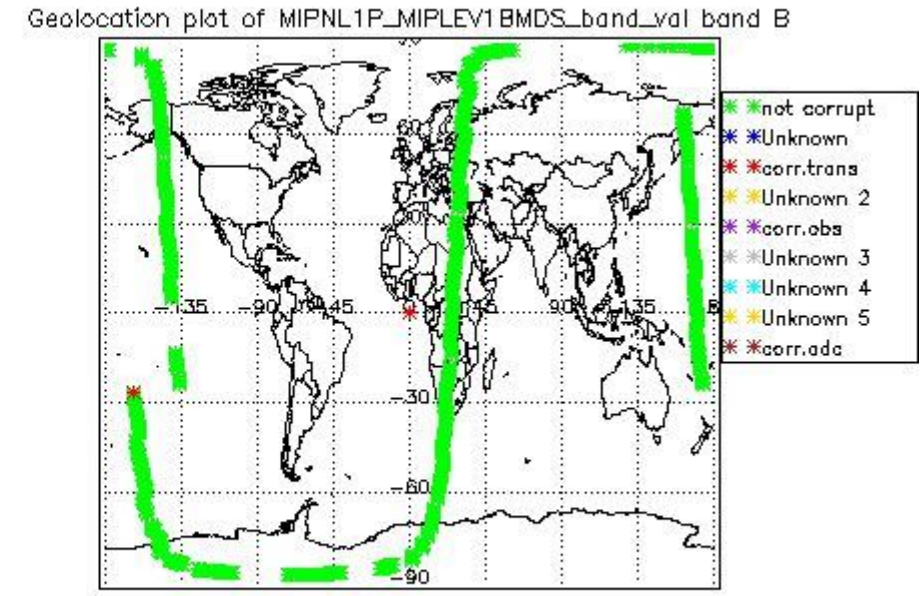 Geolocation plot of MIPNL1P_MIPLEV1BMDS_band_val band B
not corrupt
Unknown
corr.trans
Unknown 2
corr.obs
Unknown 3
Unknown 4
Unknown 5
corr.adc
60
30
-135 -90 -45 45 90 135
-30
-60
-90